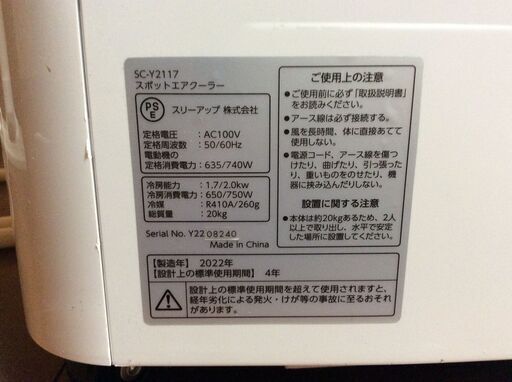 SC-Y2117
スポットエアクーラー
PS
E
スリーアップ 株式会社
定格電圧 : AC100V
定格周波数 : 50/60Hz
電動機の
定格消費電力 : 635/740W
冷房能力 : 1.7/2.0kw
冷房消費電力 : 650/750W
冷媒 : R410A/260g
総質量 : 20kg
Serial No. Y22 08240
Made in China
ご使用上の注意
●ご使用前に必ず「取扱説明書」
をお読みください。
●アース線は必ず接続する。
●風を長時間、体に直接あてて
使用しない。
●電源コード、アース線を傷つ
けたり、曲げたり、引っ張った
り、重いものをのせたり、機
器に挟み込んだりしない。
設置に関する注意
●本体は約20kgあるため、2人
以上で取り出し、水平で安定
した場所に設置してください。
【製造年】 2022年
【設計上の標準使用期間】 4年
設計上の標準使用期間を超えて使用されますと、
経年劣化による発火・けが等の事故に至るおそれ
があります。